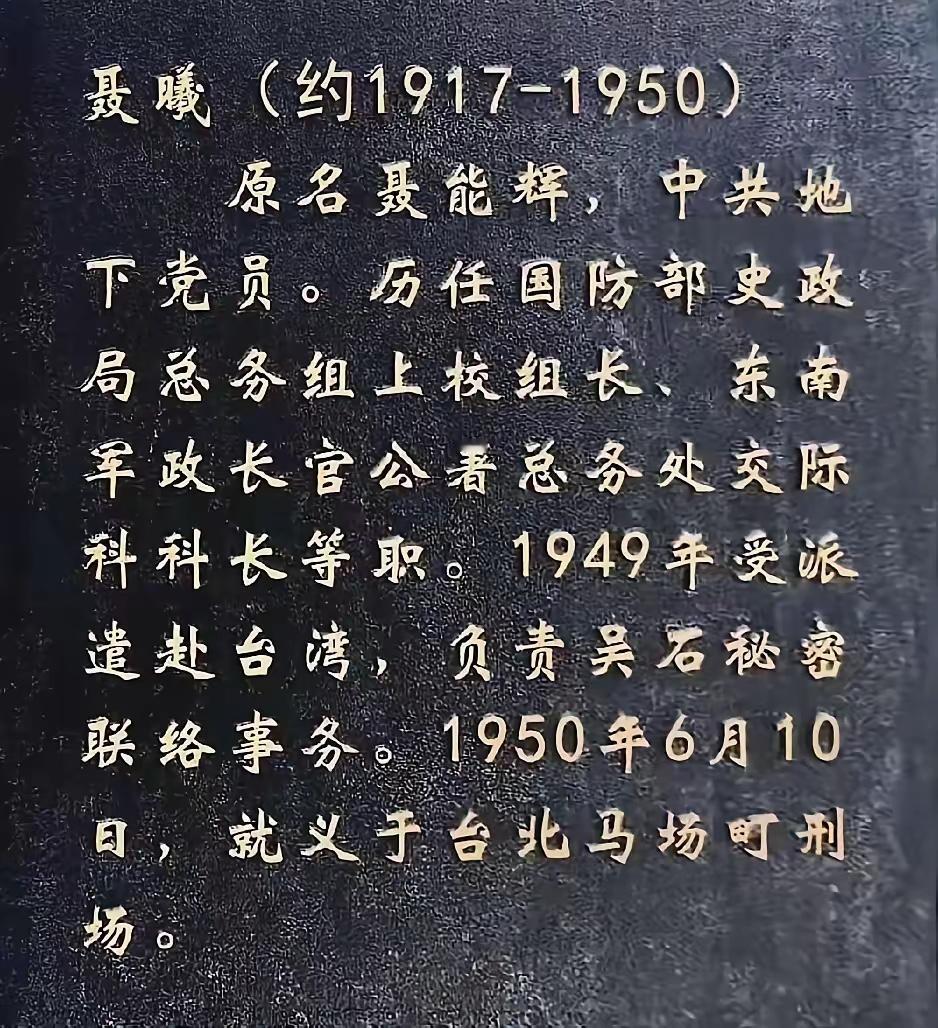 聂曦（约1917-1950）
原名聂能辉，中共地
下党员。历任国防部史政
局总务组上校组长、东南
军政长官公署总务处交际
科科长等职。1949年受派
遣赴台湾，负责吴石秘密
联络事务。1950年6月10
日，就义于台北马场町刑
场。